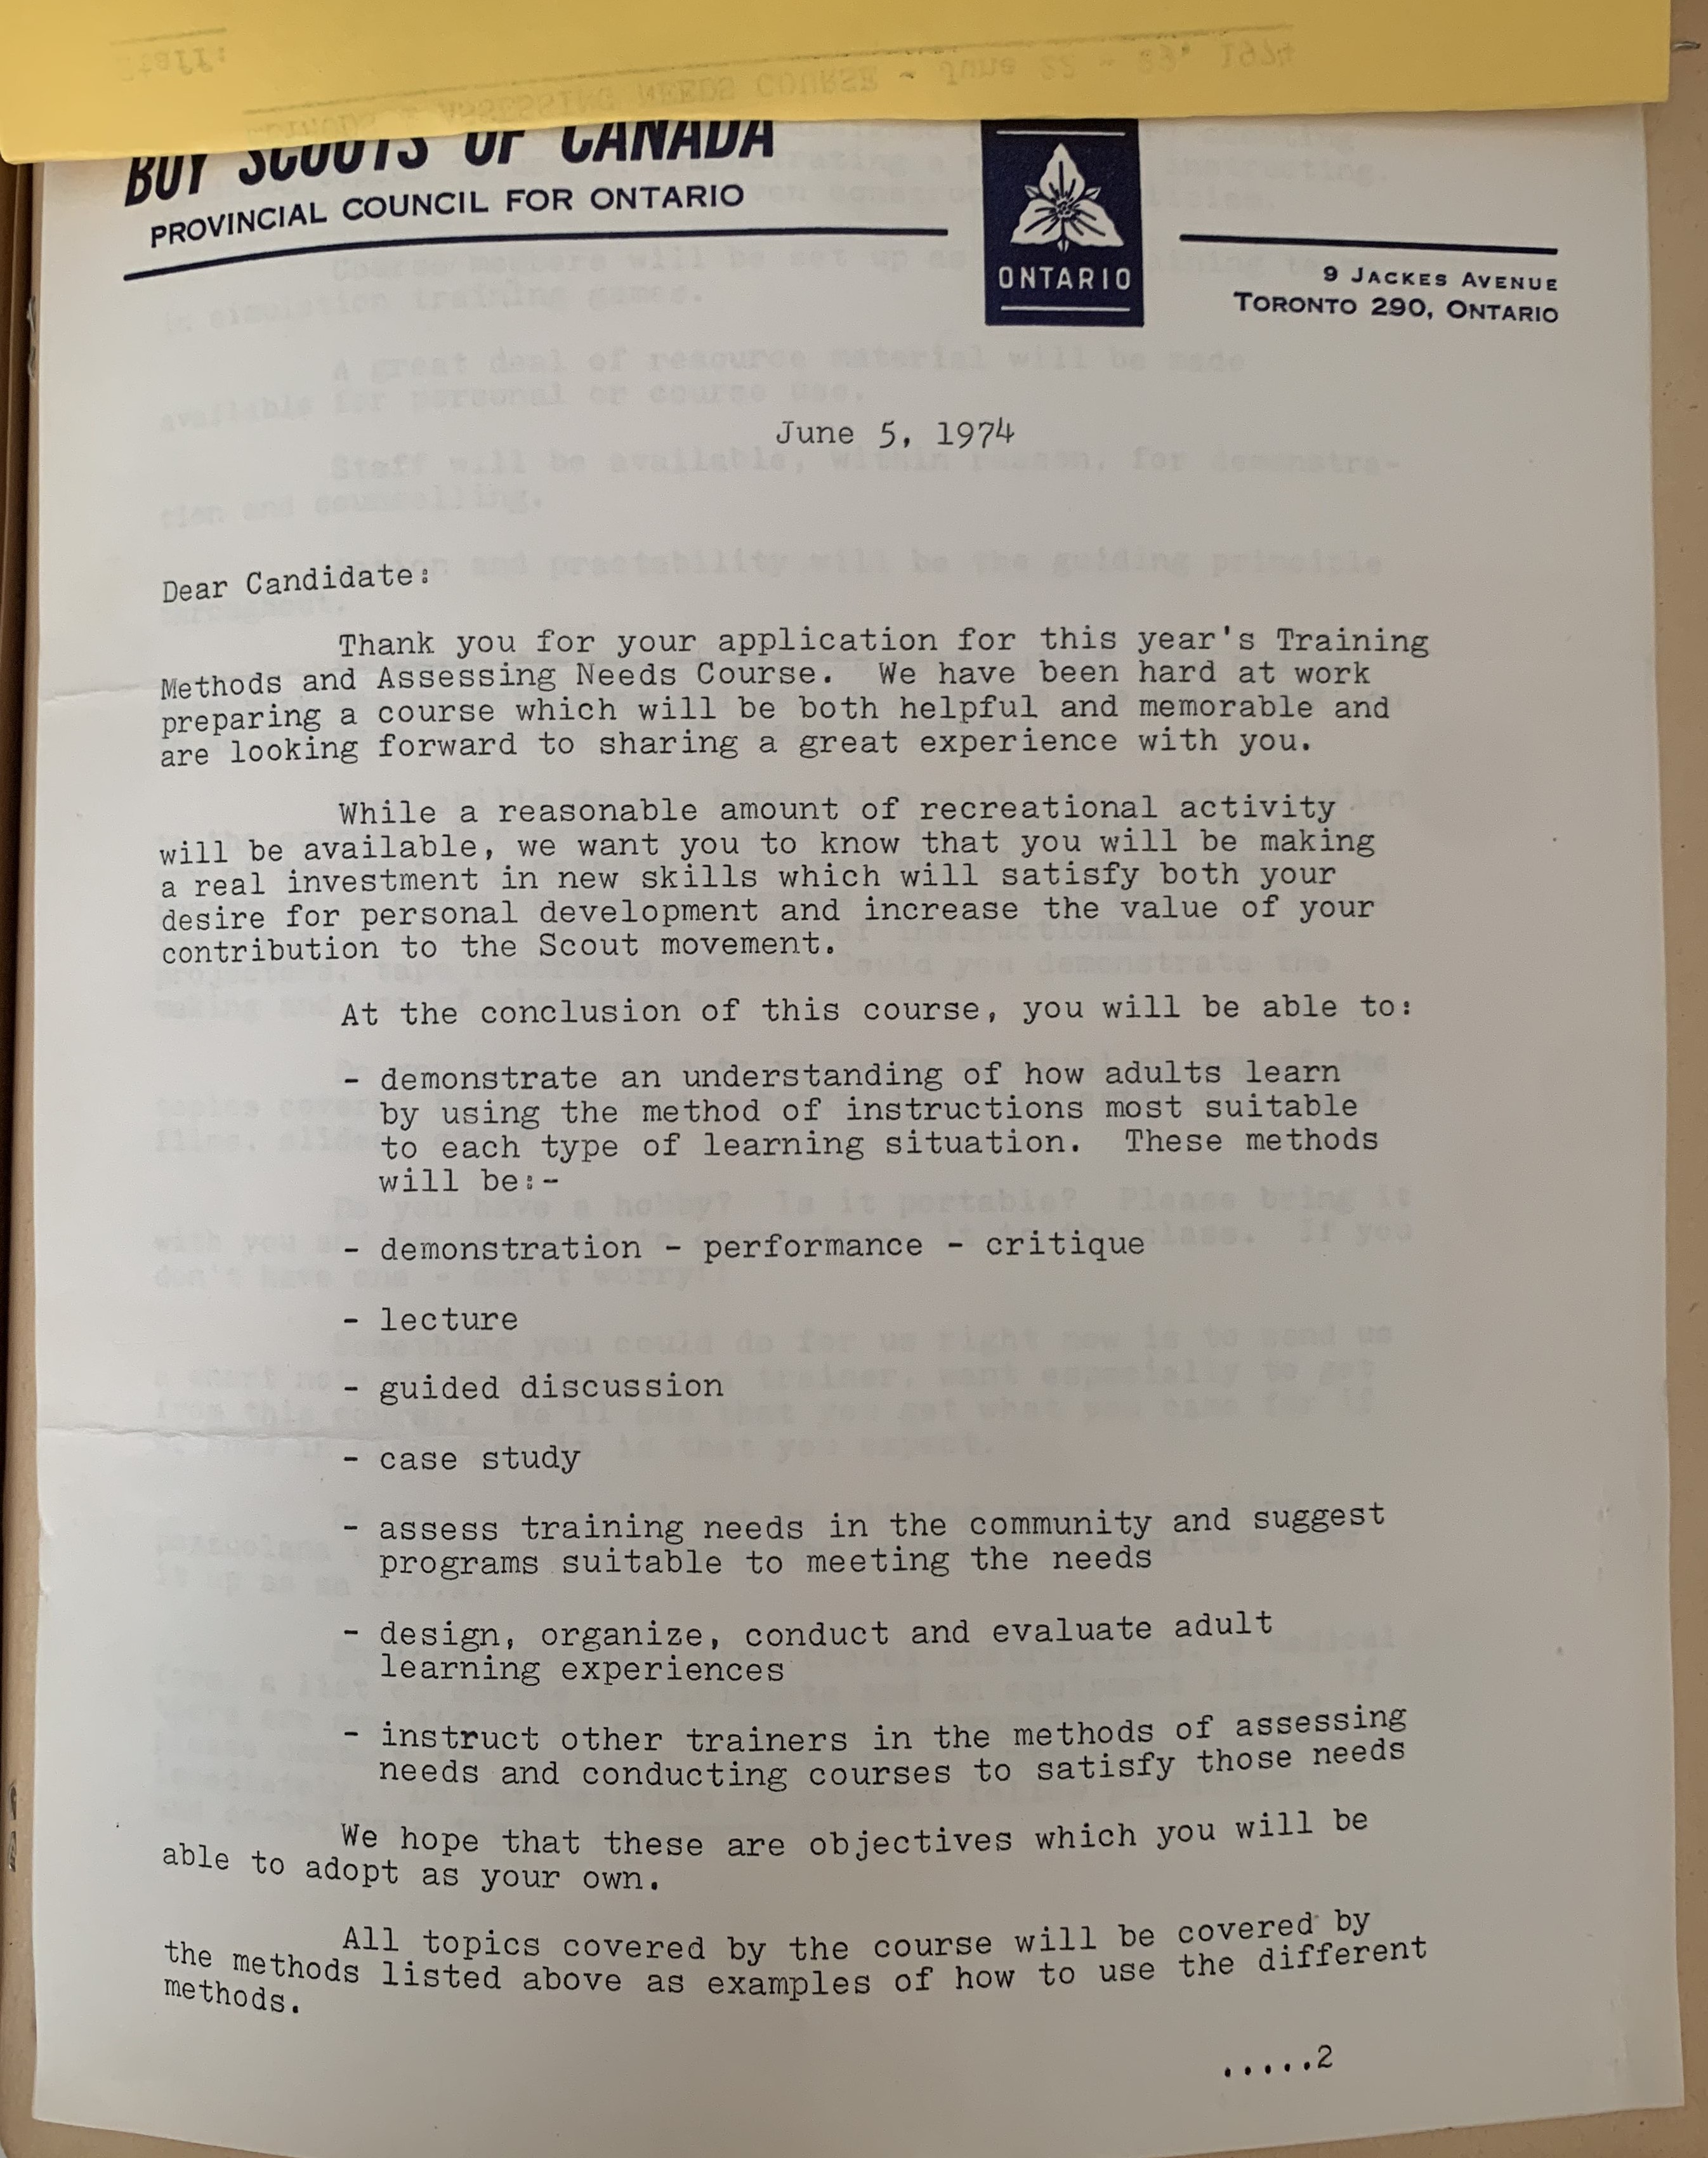 BOY SCOUTS OF CANADA
PROVINCIAL COUNCIL FOR ONTARIO
ONTARIO
9 JACKES AVENUE
TORONTO 290, ONTARIO
June 5, 1974
Dear Candidate:
Thank you for your application for this year's Training
Methods and Assessing Needs Course. We have been hard at work
preparing a course which will be both helpful and memorable and
are looking forward to sharing a great experience with you.
While a reasonable amount of recreational activity
will be available, we want you to know that you will be making
a real investment in new skills which will satisfy both your
desire for personal development and increase the value of your
contribution to the Scout movement.
At the conclusion of this course, you will be able to:
- demonstrate an understanding of how adults learn
by using the method of instructions most suitable
to each type of learning situation. These methods
will be:-
- demonstration - performance - critique
- lecture
- guided discussion
- case study
- assess training needs in the community and suggest
programs suitable to meeting the needs
- design, organize, conduct and evaluate adult
learning experiences
- instruct other trainers in the methods of assessing
needs and conducting courses to satisfy those needs
We hope that these are objectives which you will be
able to adopt as your own.
All topics covered by the course will be covered by
the methods listed above as examples of how to use the different
methods.
.....2